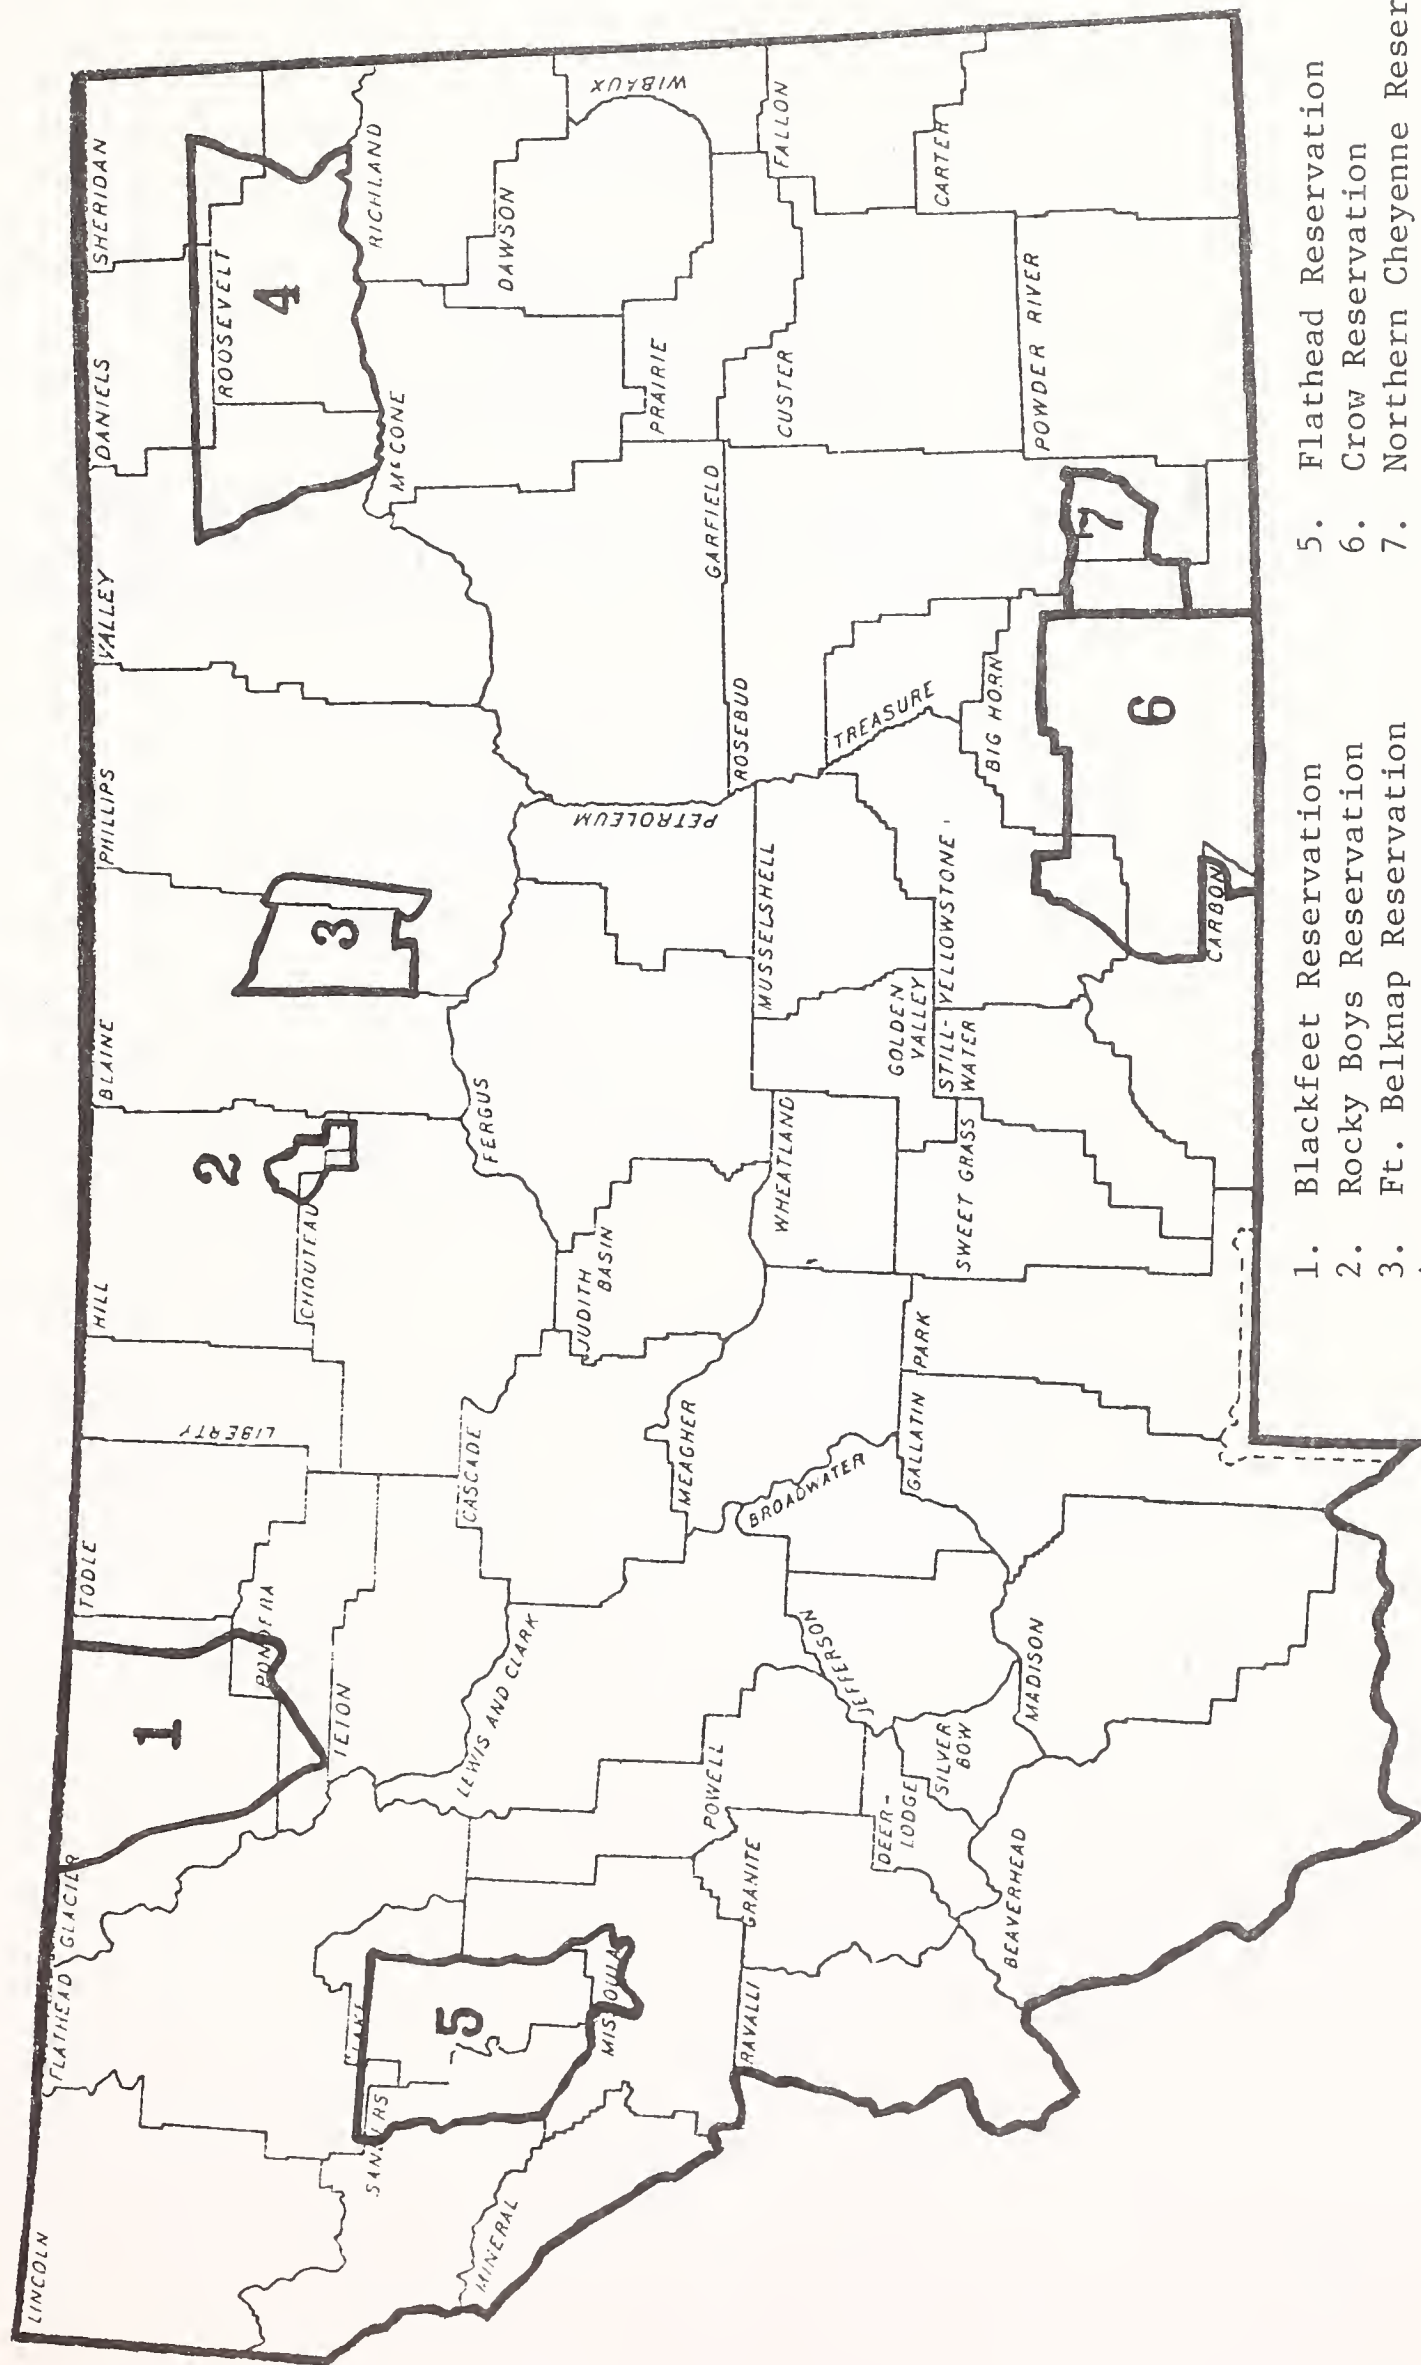 LINCOLN
FLATHEAD
GLACIER
TOOLE
LIBERTY
HILL
BLAINE
PHILLIPS
VALLEY
DANIELS
SHERIDAN
1
PONDERA
2
3
4
ROOSEVELT
CHOUTEAU
TETON
RICHLAND
McCONE
LAKE
SANDERS
5
MISSOULA
MINERAL
LEWIS AND CLARK
CASCADE
FERGUS
DAWSON
WIBAUX
PETROLEUM
JUDITH
BASIN
PRAIRIE
GARFIELD
POWELL
MEAGHER
ROSEBUD
MUSSELSHELL
CUSTER
FALLON
RAVALLI
GRANITE
BROADWATER
WHEATLAND
JEFFERSON
TREASURE
DEER-
LODGE
SILVER
BOW
GOLDEN
VALLEY
GALLATIN
PARK
STILL-
WATER
YELLOWSTONE
SWEET GRASS
BIG HORN
CARTER
BEAVERHEAD
MADISON
POWDER RIVER
7
6
CARBON
1. Blackfeet Reservation
2. Rocky Boys Reservation
3. Ft. Belknap Reservation
5. Flathead Reservation
6. Crow Reservation
7. Northern Cheyenne Reser